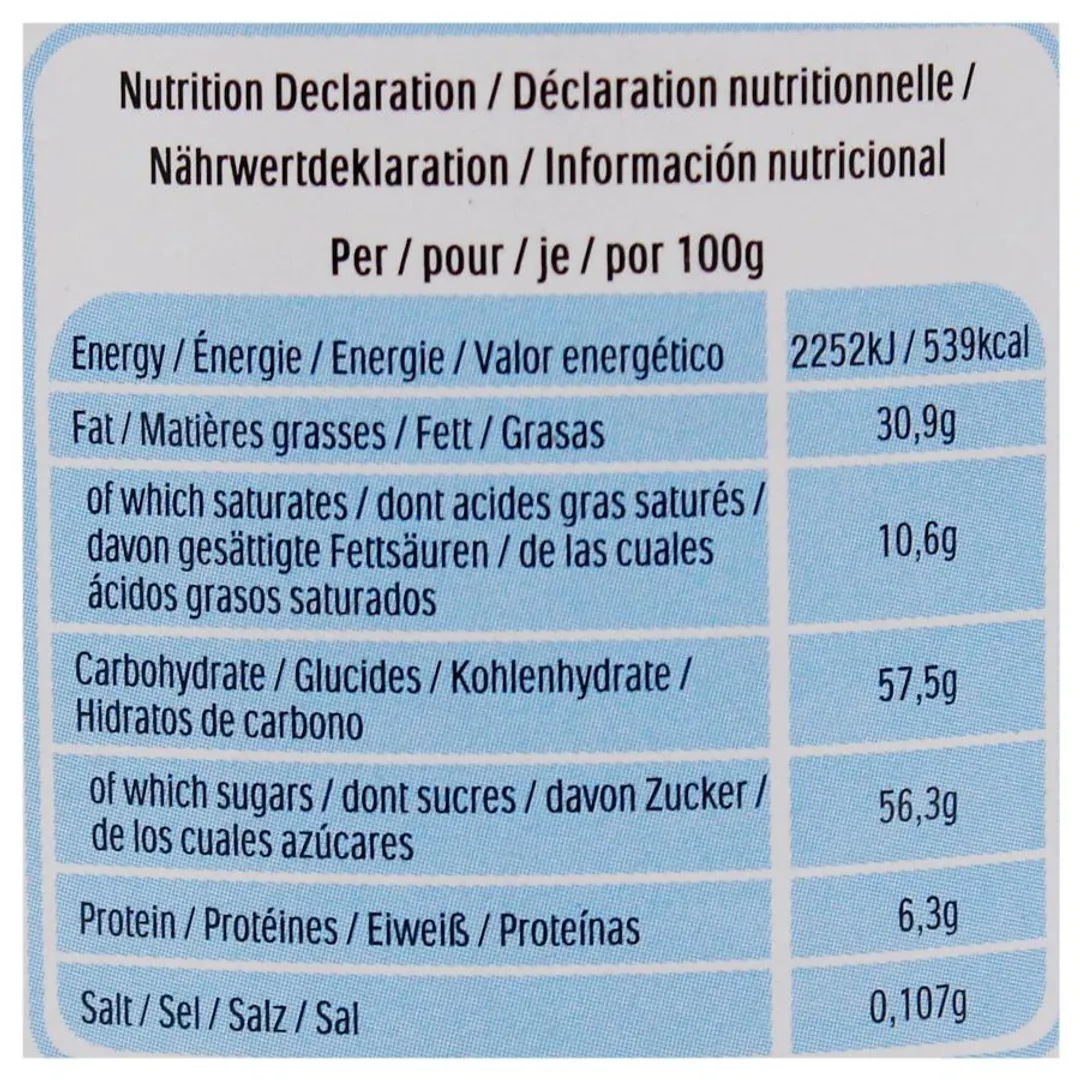 Nutrition Declaration / Déclaration nutritionnelle /
Nährwertdeklaration / Información nutricional
Per / pour / je / por 100g
Energy / Énergie / Energie / Valor energético 2252kJ / 539kcal
Fat / Matières grasses / Fett / Grasas 30,9g
of which saturates / dont acides gras saturés /
davon gesättigte Fettsäuren / de las cuales 10,6g
ácidos grasos saturados
Carbohydrate / Glucides / Kohlenhydrate / 57,5g
Hidratos de carbono
of which sugars / dont sucres / davon Zucker / 56,3g
de los cuales azúcares
Protein / Protéines / Eiweiß / Proteínas 6,3g
Salt / Sel / Salz / Sal 0,107g